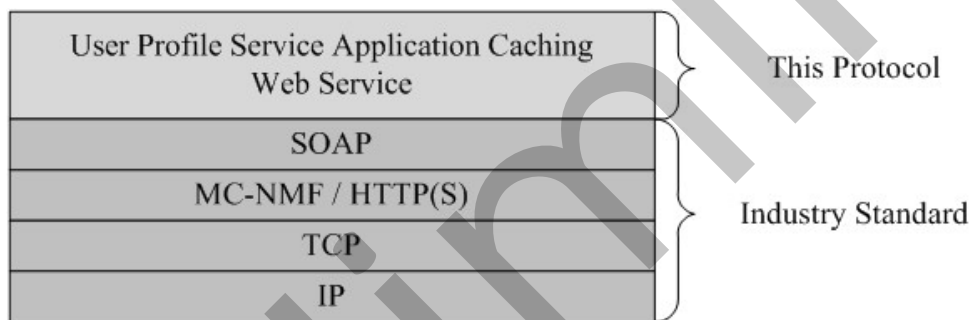 User Profile Service Application Caching
Web Service
This Protocol
SOAP
MC-NMF / HTTP(S)
TCP
IP
Industry Standard